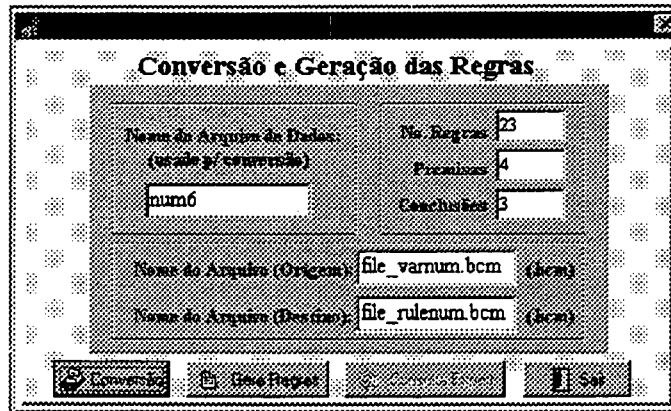 Conversão e Geração das Regras
Nome do Arquivo de Dados:
(usado p/ conversão)
num6
No. Regras 23
Premissas 4
Conclusões 3
Nome do Arquivo (Origem): file_varnum.bcm (.bcm)
Nome do Arquivo (Destino): file_rulenum.bcm (.bcm)
Conversão Gera Regras Sair